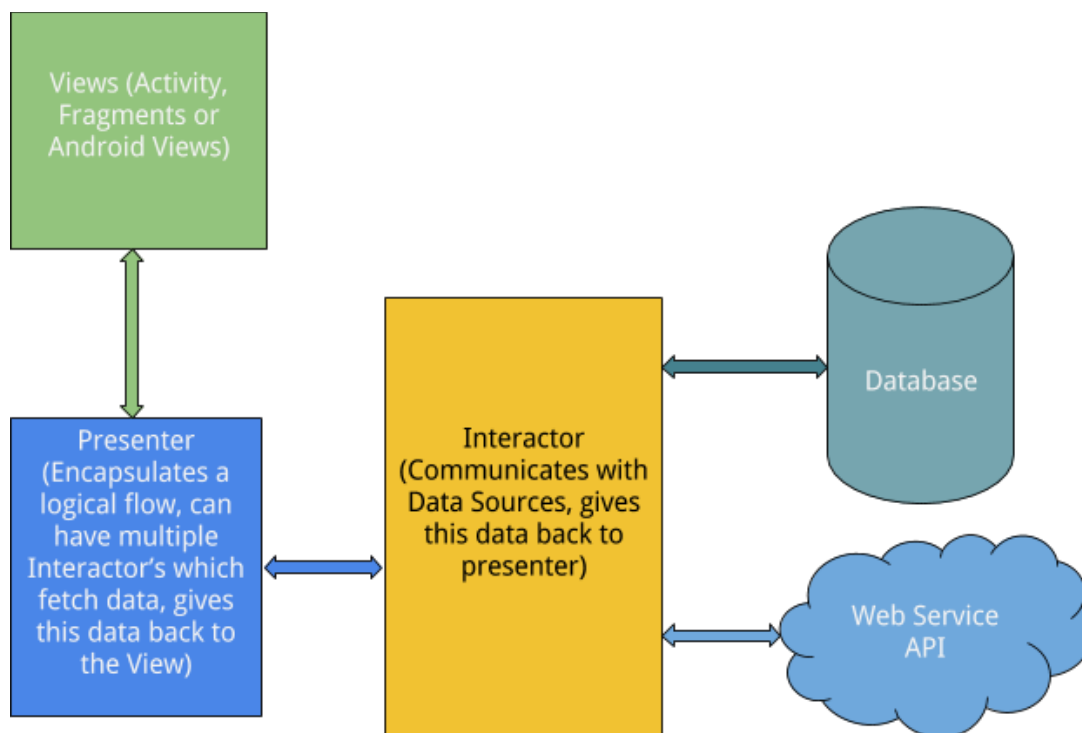 Views (Activity,
Fragments or
Android Views)
Presenter
(Encapsulates a
logical flow, can
have multiple
Interactor's which
fetch data, gives
this data back to
the View)
Interactor
(Communicates with
Data Sources, gives
this data back to
presenter)
Database
Web Service
API